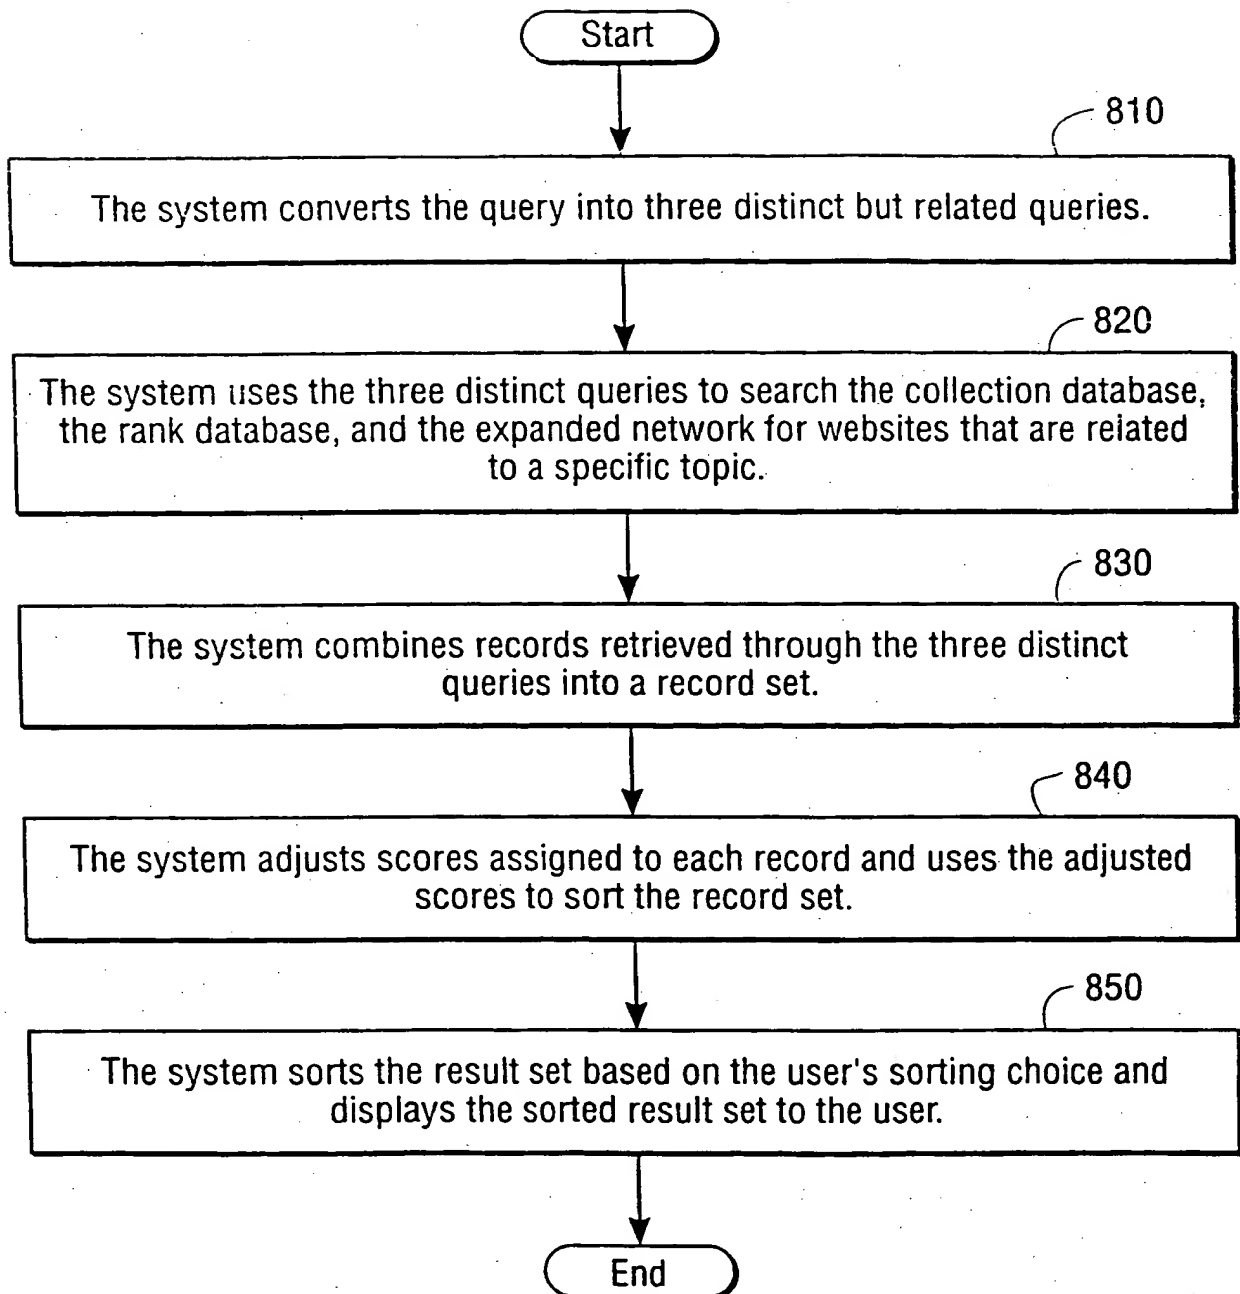 Start
810
The system converts the query into three distinct but related queries.
820
The system uses the three distinct queries to search the collection database,
the rank database, and the expanded network for websites that are related
to a specific topic.
830
The system combines records retrieved through the three distinct
queries into a record set.
840
The system adjusts scores assigned to each record and uses the adjusted
scores to sort the record set.
850
The system sorts the result set based on the user's sorting choice and
displays the sorted result set to the user.
End